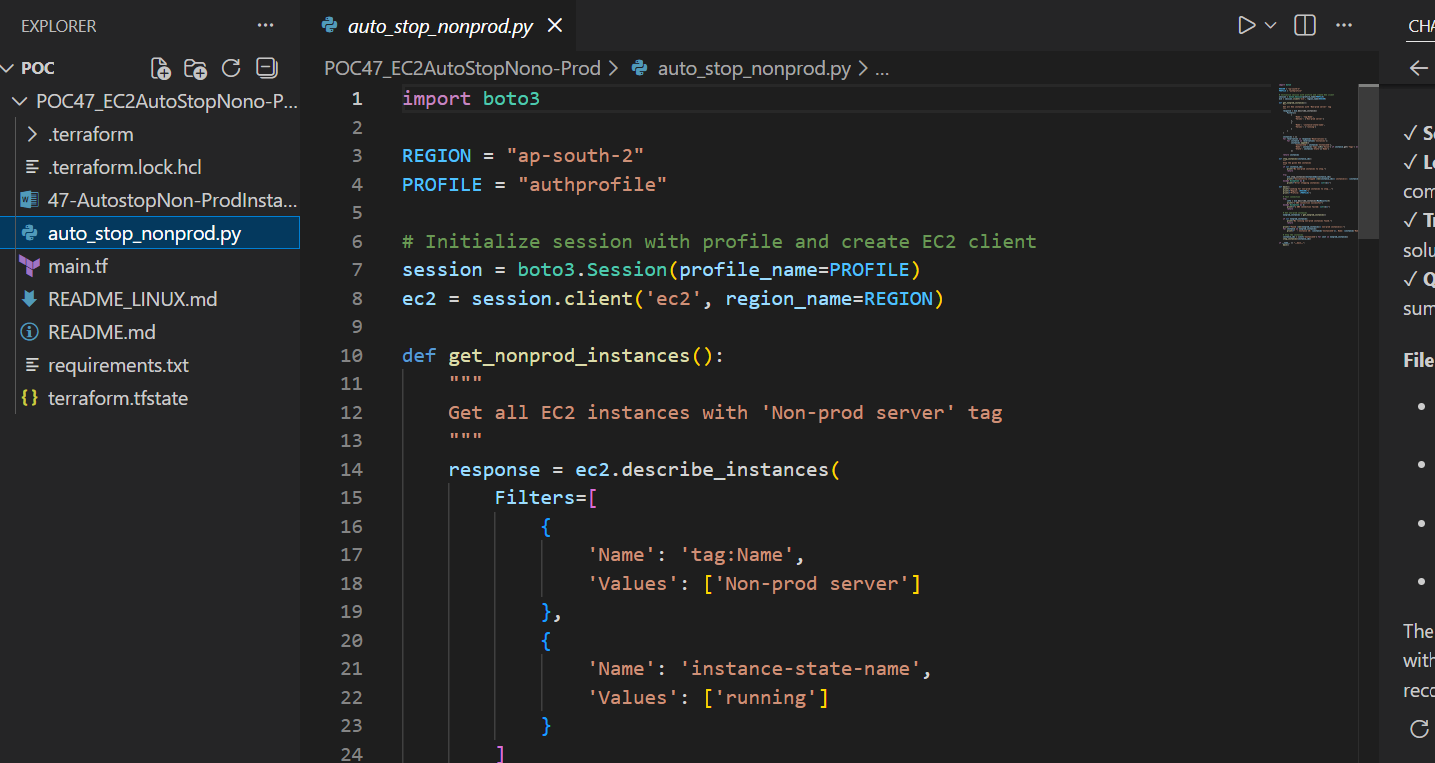 EXPLORER
POC
POC47_EC2AutoStopNono-P...
.terraform
.terraform.lock.hcl
47-AutostopNon-ProdInsta...
auto_stop_nonprod.py
main.tf
README_LINUX.md
README.md
requirements.txt
terraform.tfstate
auto_stop_nonprod.py
POC47_EC2AutoStopNono-Prod > auto_stop_nonprod.py > ...
1 import boto3
2
3 REGION = "ap-south-2"
4 PROFILE = "authprofile"
5
6 # Initialize session with profile and create EC2 client
7 session = boto3.Session(profile_name=PROFILE)
8 ec2 = session.client('ec2', region_name=REGION)
9
10 def get_nonprod_instances():
11 """
12 Get all EC2 instances with 'Non-prod server' tag
13 """
14 response = ec2.describe_instances(
15 Filters=[
16 {
17 'Name': 'tag:Name',
18 'Values': ['Non-prod server']
19 },
20 {
21 'Name': 'instance-state-name',
22 'Values': ['running']
23 }
24 ]
CHA
com
solu
sum
File
The
with
reco